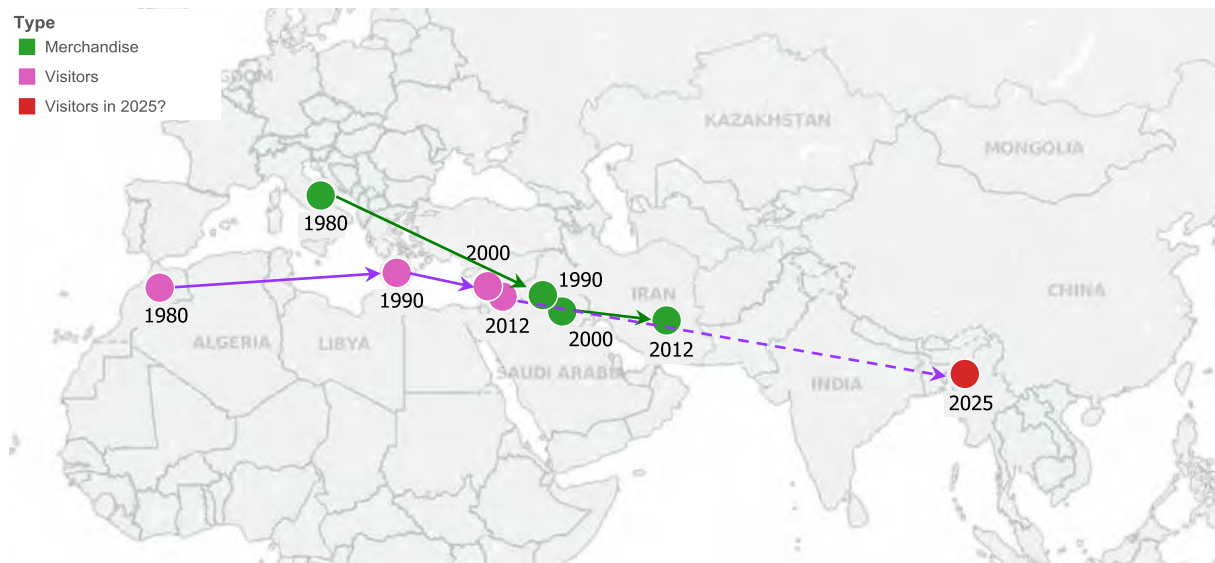 Type
Merchandise
Visitors
Visitors in 2025?
GDOM
KAZAKHSTAN
MONGOLIA
1980
2000
1990
IRAN
CHINA
1980
1990
2012
2000
2012
ALGERIA
LIBYA
SAUDI ARABIA
INDIA
2025